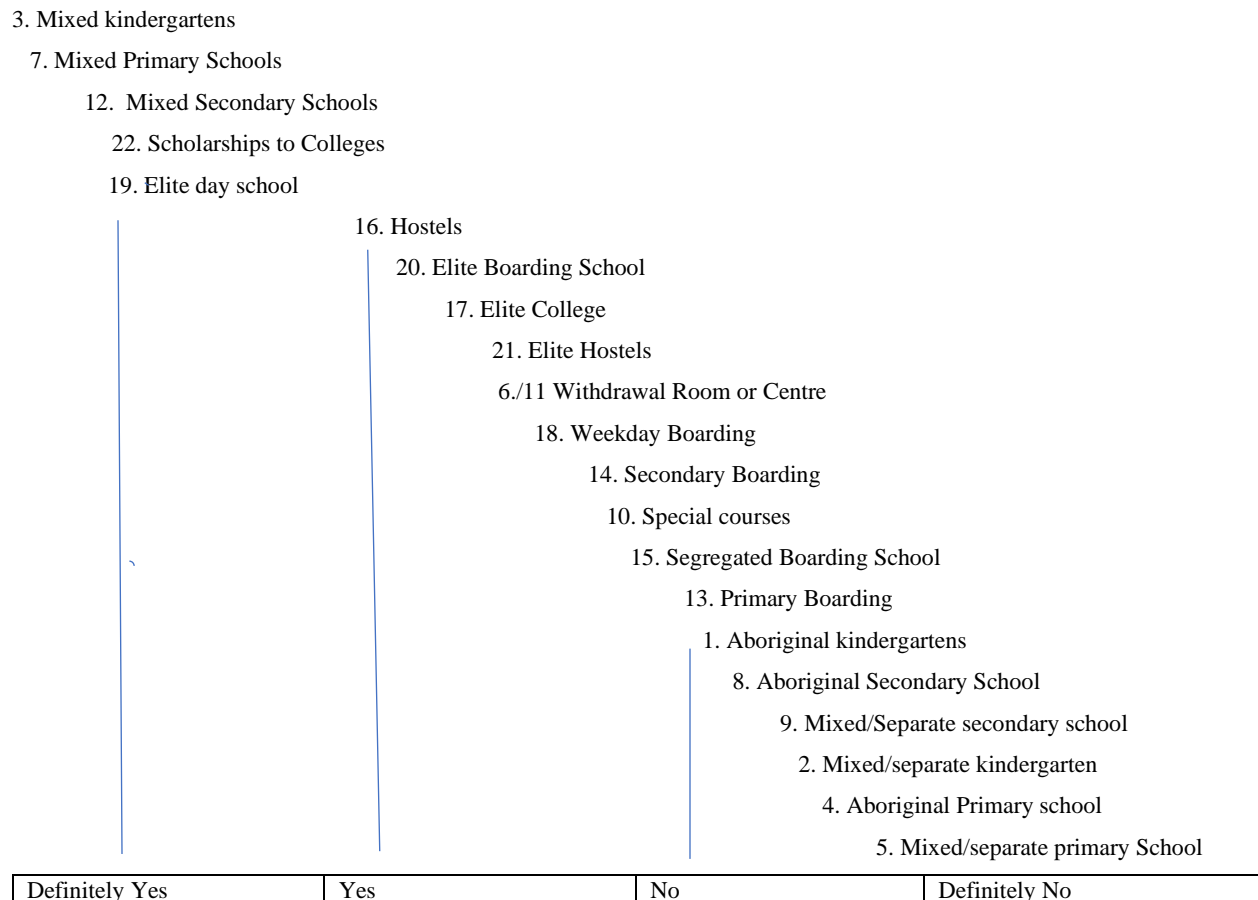 3. Mixed kindergartens
7. Mixed Primary Schools
12. Mixed Secondary Schools
22. Scholarships to Colleges
19. Elite day school
16. Hostels
20. Elite Boarding School
17. Elite College
21. Elite Hostels
6./11 Withdrawal Room or Centre
18. Weekday Boarding
14. Secondary Boarding
10. Special courses
15. Segregated Boarding School
13. Primary Boarding
1. Aboriginal kindergartens
8. Aboriginal Secondary School
9. Mixed/Separate secondary school
2. Mixed/separate kindergarten
4. Aboriginal Primary school
5. Mixed/separate primary School
Definitely Yes Yes No Definitely No